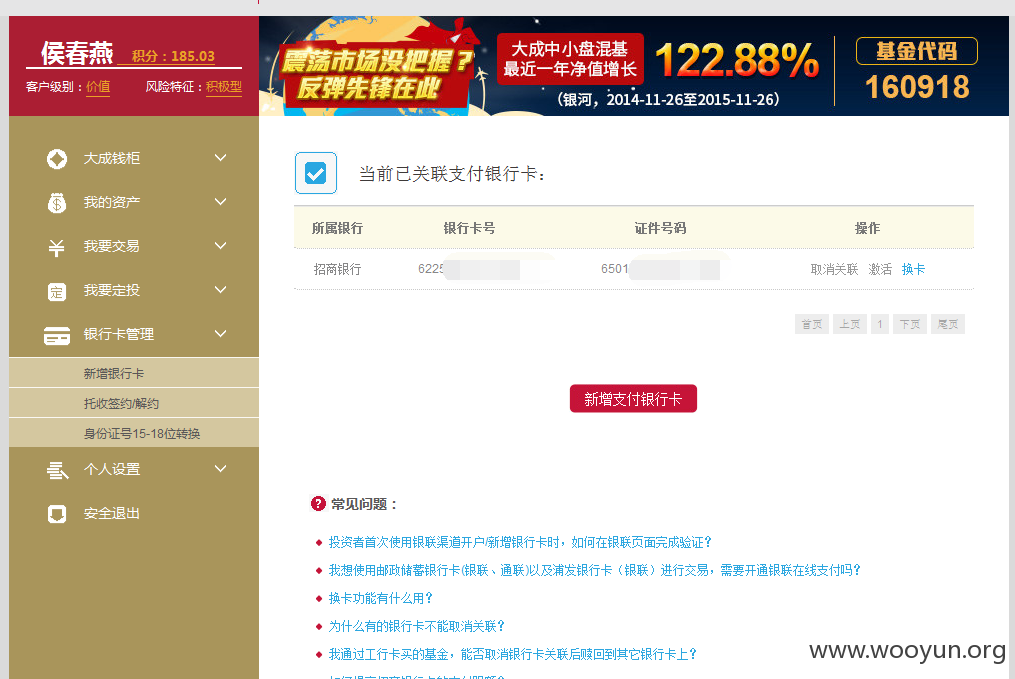 侯春燕 积分：185.03
客户级别：价值 风险特征：积极型
震荡市场没把握？
反弹先锋在此
大成中小盘混基
最近一年净值增长
122.88%
（银河，2014-11-26至2015-11-26）
基金代码
160918
大成钱柜
我的资产
我要交易
定 我要定投
银行卡管理
新增银行卡
托收签约/解约
身份证号15-18位转换
个人设置
安全退出
当前已关联支付银行卡：
所属银行 银行卡号 证件号码 操作
招商银行 6225 6501 取消关联 激活 换卡
首页 上页 1 下页 尾页
新增支付银行卡
常见问题：
投资者首次使用银联渠道开户/新增银行卡时，如何在银联页面完成验证？
我想使用邮政储蓄银行卡(银联、通联)以及浦发银行卡（银联）进行交易，需要开通银联在线支付吗？
换卡功能有什么用？
为什么有的银行卡不能取消关联？
我通过工行卡买的基金，能否取消银行卡关联后赎回到其它银行卡上？
www.wooyun.org